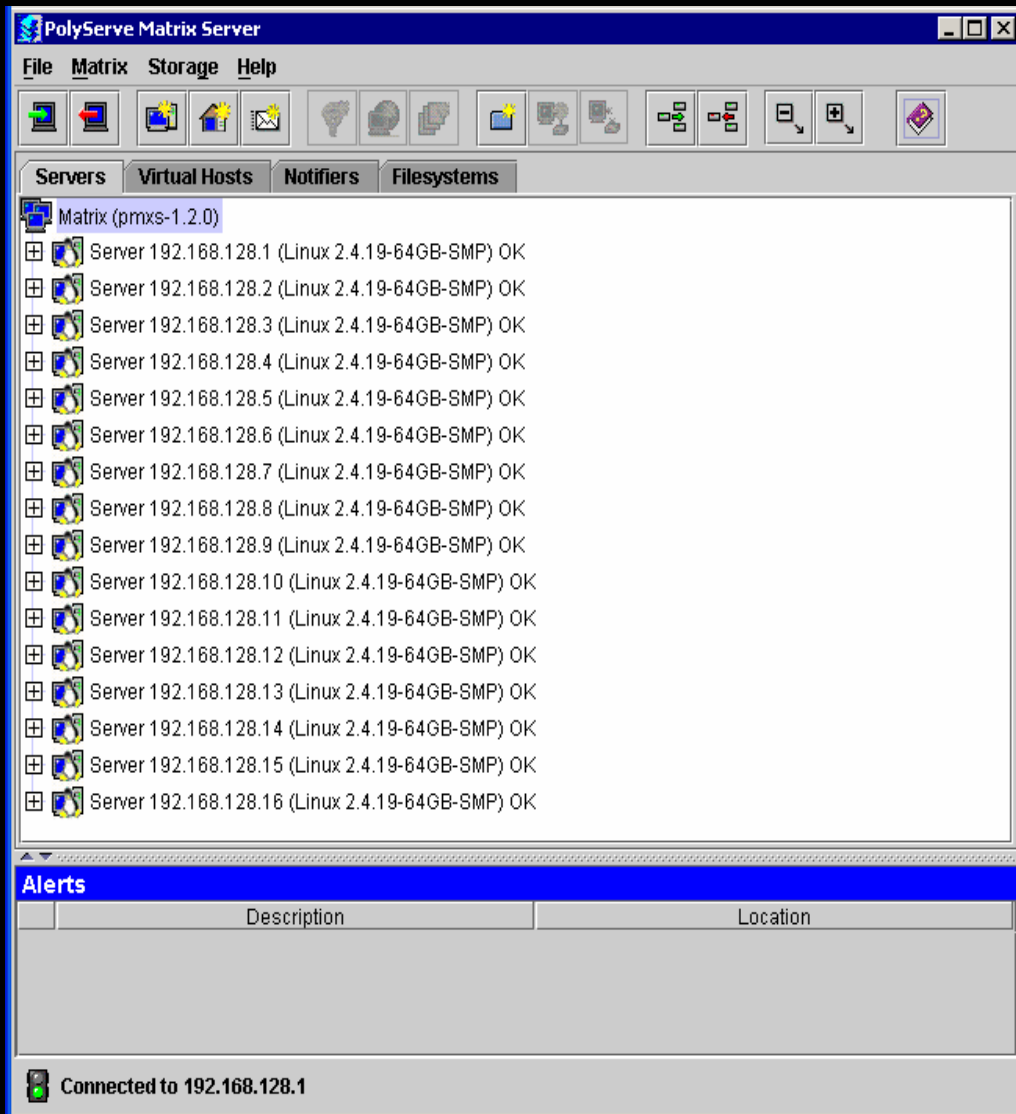 PolyServe Matrix Server
File Matrix Storage Help
Servers Virtual Hosts Notifiers Filesystems
Matrix (pmxs-1.2.0)
Server 192.168.128.1 (Linux 2.4.19-64GB-SMP) OK
Server 192.168.128.2 (Linux 2.4.19-64GB-SMP) OK
Server 192.168.128.3 (Linux 2.4.19-64GB-SMP) OK
Server 192.168.128.4 (Linux 2.4.19-64GB-SMP) OK
Server 192.168.128.5 (Linux 2.4.19-64GB-SMP) OK
Server 192.168.128.6 (Linux 2.4.19-64GB-SMP) OK
Server 192.168.128.7 (Linux 2.4.19-64GB-SMP) OK
Server 192.168.128.8 (Linux 2.4.19-64GB-SMP) OK
Server 192.168.128.9 (Linux 2.4.19-64GB-SMP) OK
Server 192.168.128.10 (Linux 2.4.19-64GB-SMP) OK
Server 192.168.128.11 (Linux 2.4.19-64GB-SMP) OK
Server 192.168.128.12 (Linux 2.4.19-64GB-SMP) OK
Server 192.168.128.13 (Linux 2.4.19-64GB-SMP) OK
Server 192.168.128.14 (Linux 2.4.19-64GB-SMP) OK
Server 192.168.128.15 (Linux 2.4.19-64GB-SMP) OK
Server 192.168.128.16 (Linux 2.4.19-64GB-SMP) OK
Alerts
Description Location
Connected to 192.168.128.1